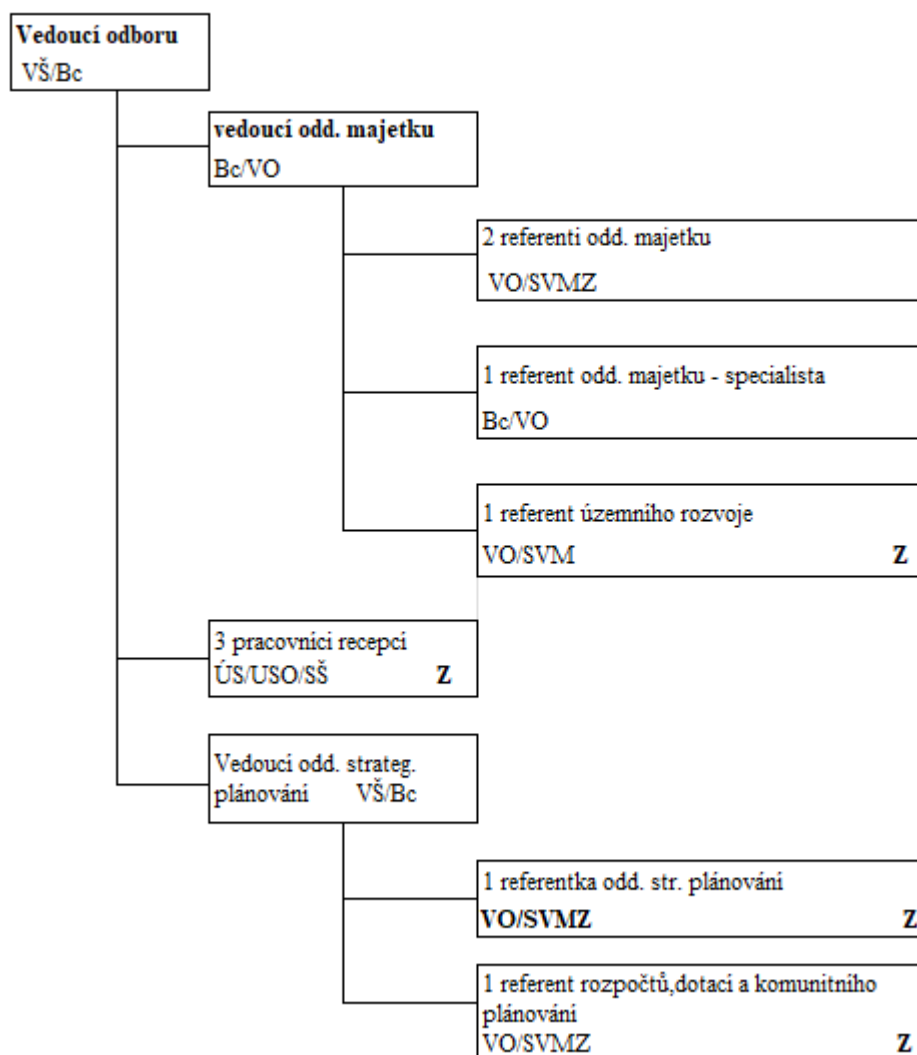 Vedoucí odboru
VŠ/Bc
vedoucí odd. majetku
Bc/VO
2 referenti odd. majetku
VO/SVMZ
1 referent odd. majetku - specialista
Bc/VO
1 referent územního rozvoje
VO/SVM Z
3 pracovníci recepcí
ÚS/USO/SŠ Z
Vedoucí odd. strateg.
plánování VŠ/Bc
1 referentka odd. str. plánování
VO/SVMZ Z
1 referent rozpočtů,dotací a komunitního
plánování
VO/SVMZ Z